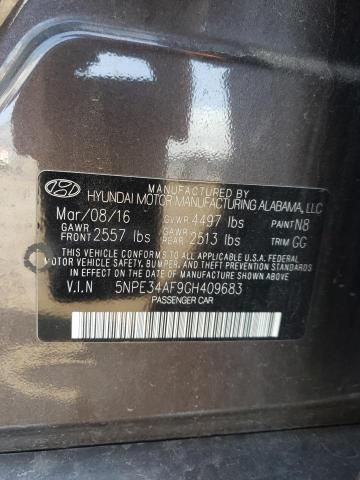 MANUFACTURED BY
HYUNDAI MOTOR MANUFACTURING ALABAMA, LLC
Mar/08/16 GVWR 4497 lbs PAINT N8
GAWR FRONT 2557 lbs GAWR REAR 2513 lbs TRIM GG
THIS VEHICLE CONFORMS TO ALL APPLICABLE FEDERAL
MOTOR VEHICLE SAFETY, BUMPER, AND THEFT PREVENTION
STANDARDS IN EFFECT ON THE DATE OF MANUFACTURE SHOWN ABOVE.
V.I.N 5NPE34AF9GH409683
PASSENGER CAR